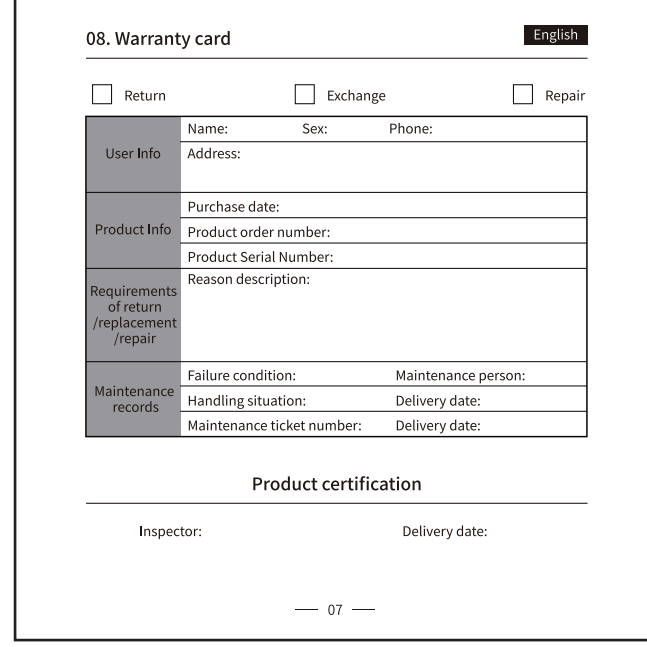 08. Warranty card English
Return Exchange Repair
User Info
Name: Sex: Phone:
Address:
Product Info
Purchase date:
Product order number:
Product Serial Number:
Requirements
of return
/replacement
/repair
Reason description:
Maintenance
records
Failure condition: Maintenance person:
Handling situation: Delivery date:
Maintenance ticket number: Delivery date:
Product certification
Inspector: Delivery date:
— 07 —